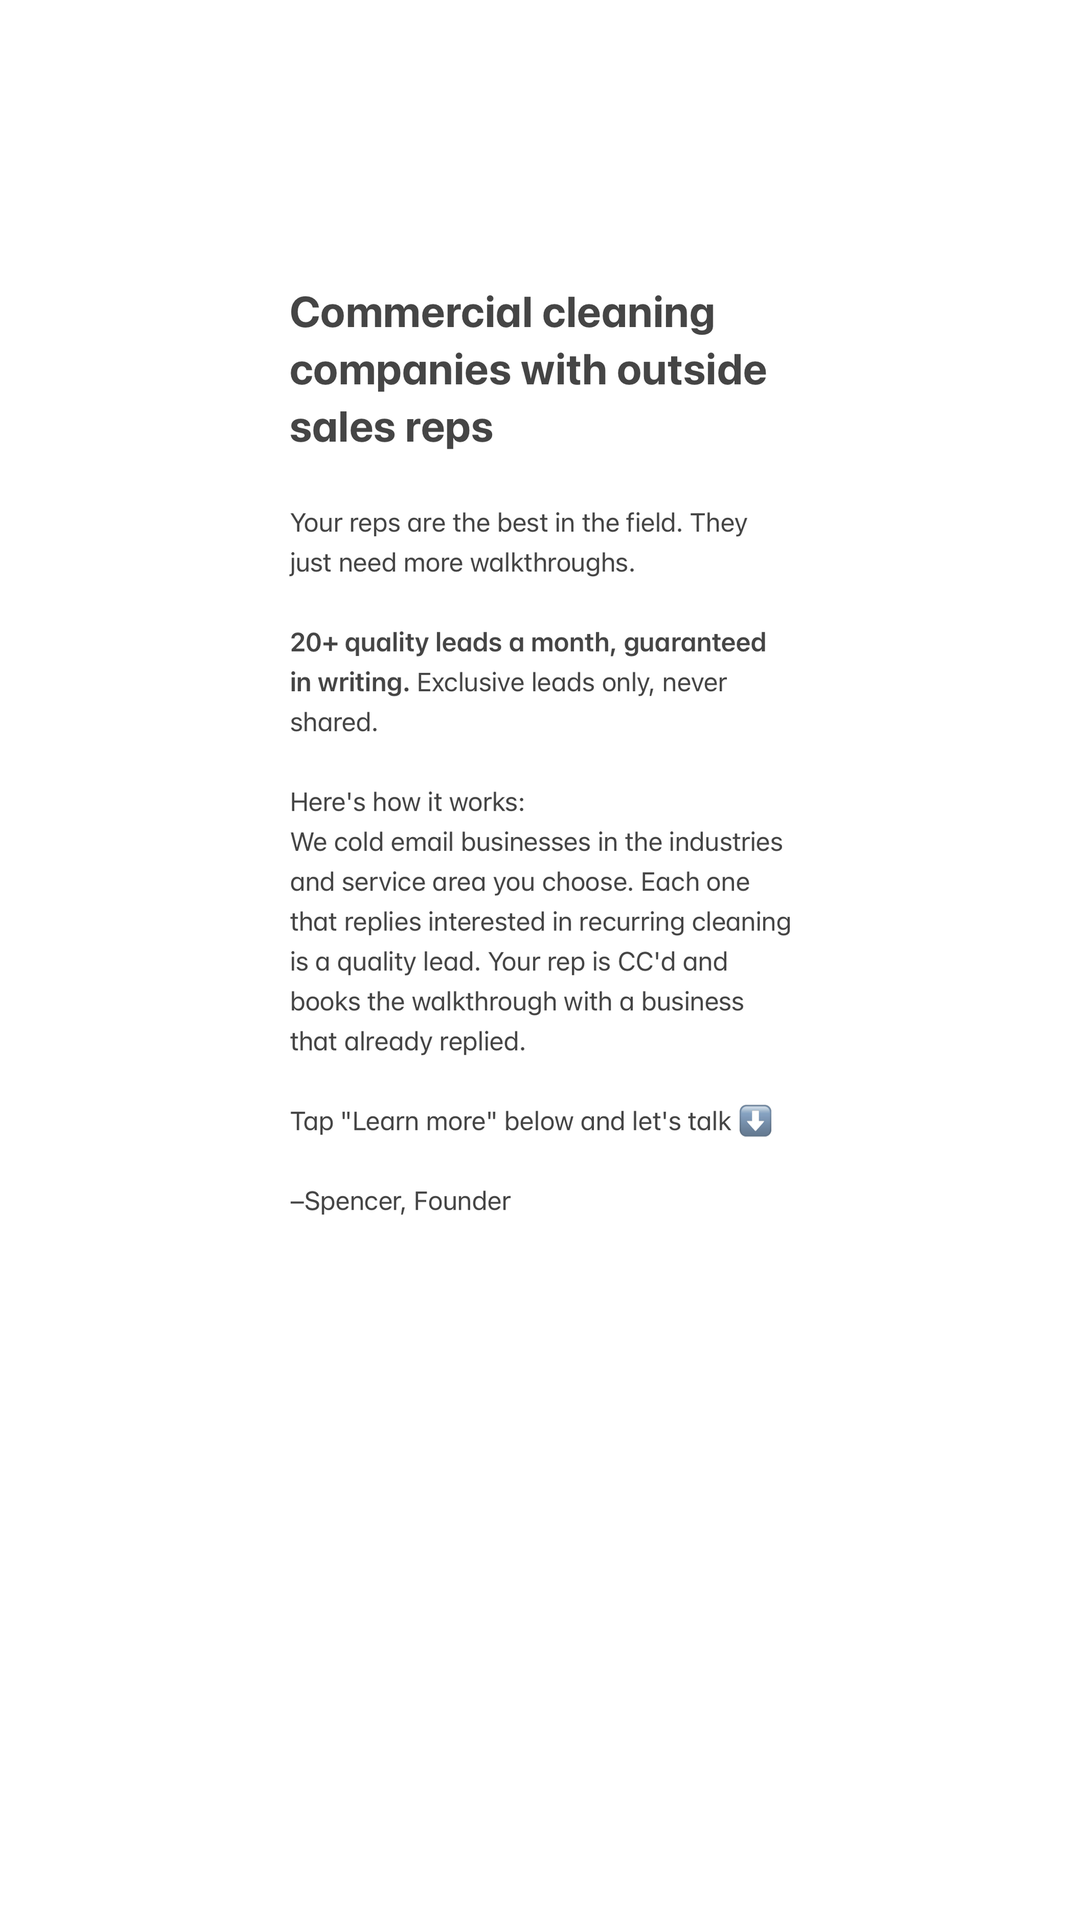 Commercial cleaning
companies with outside
sales reps
Your reps are the best in the field. They
just need more walkthroughs.
20+ quality leads a month, guaranteed
in writing. Exclusive leads only, never
shared.
Here's how it works:
We cold email businesses in the industries
and service area you choose. Each one
that replies interested in recurring cleaning
is a quality lead. Your rep is CC'd and
books the walkthrough with a business
that already replied.
Tap "Learn more" below and let's talk ⬇️
–Spencer, Founder